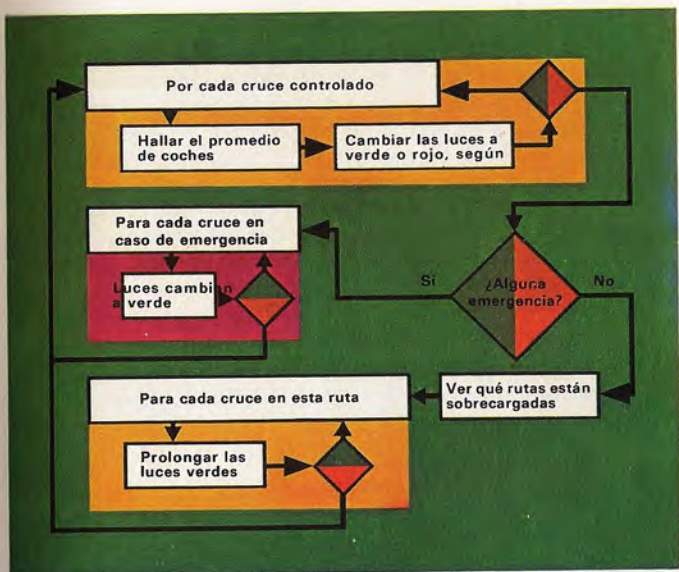 Por cada cruce controlado
Hallar el promedio
de coches
Cambiar las luces a
verde o rojo, según
Para cada cruce en
caso de emergencia
Luces cambian
a verde
Sí
¿Alguna
emergencia?
No
Ver qué rutas están
sobrecargadas
Para cada cruce en esta ruta
Prolongar las
luces verdes